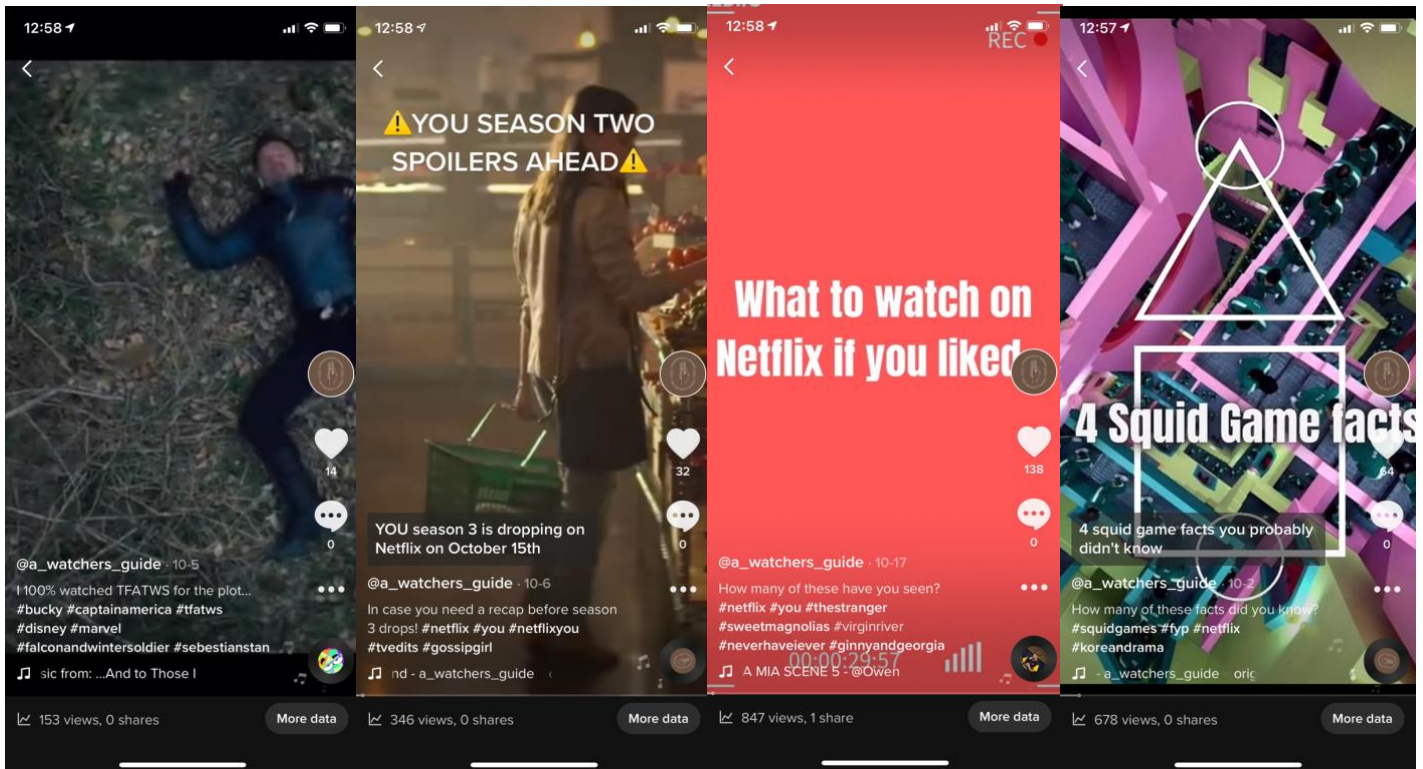 12:58
14
0
@a_watchers_guide · 10-5
I 100% watched TFATWS for the plot...
#bucky #captainamerica #tfatws
#disney #marvel
#falconandwintersoldier #sebestianstan
sic from: ...And to Those I
153 views, 0 shares
More data
12:58
YOU SEASON TWO
SPOILERS AHEAD
32
0
YOU season 3 is dropping on
Netflix on October 15th
@a_watchers_guide · 10-6
In case you need a recap before season
3 drops! #netflix #you #netflixyou
#tvedits #gossipgirl
nd - a_watchers_guide
346 views, 0 shares
More data
12:58
REC
What to watch on
Netflix if you liked
138
0
@a_watchers_guide · 10-17
How many of these have you seen?
#netflix #you #thestranger
#sweetmagnolias #virginriver
#neverhaveiever #ginnyandgeorgia
00:00:29:57
A MIA SCENE 5 - @Owen
847 views, 1 share
More data
12:57
4 Squid Game facts
64
0
4 squid game facts you probably
didn't know
@a_watchers_guide · 10-2
How many of these facts did you know?
#squidgames #fyp #netflix
#koreandrama
- a_watchers_guide orig
678 views, 0 shares
More data